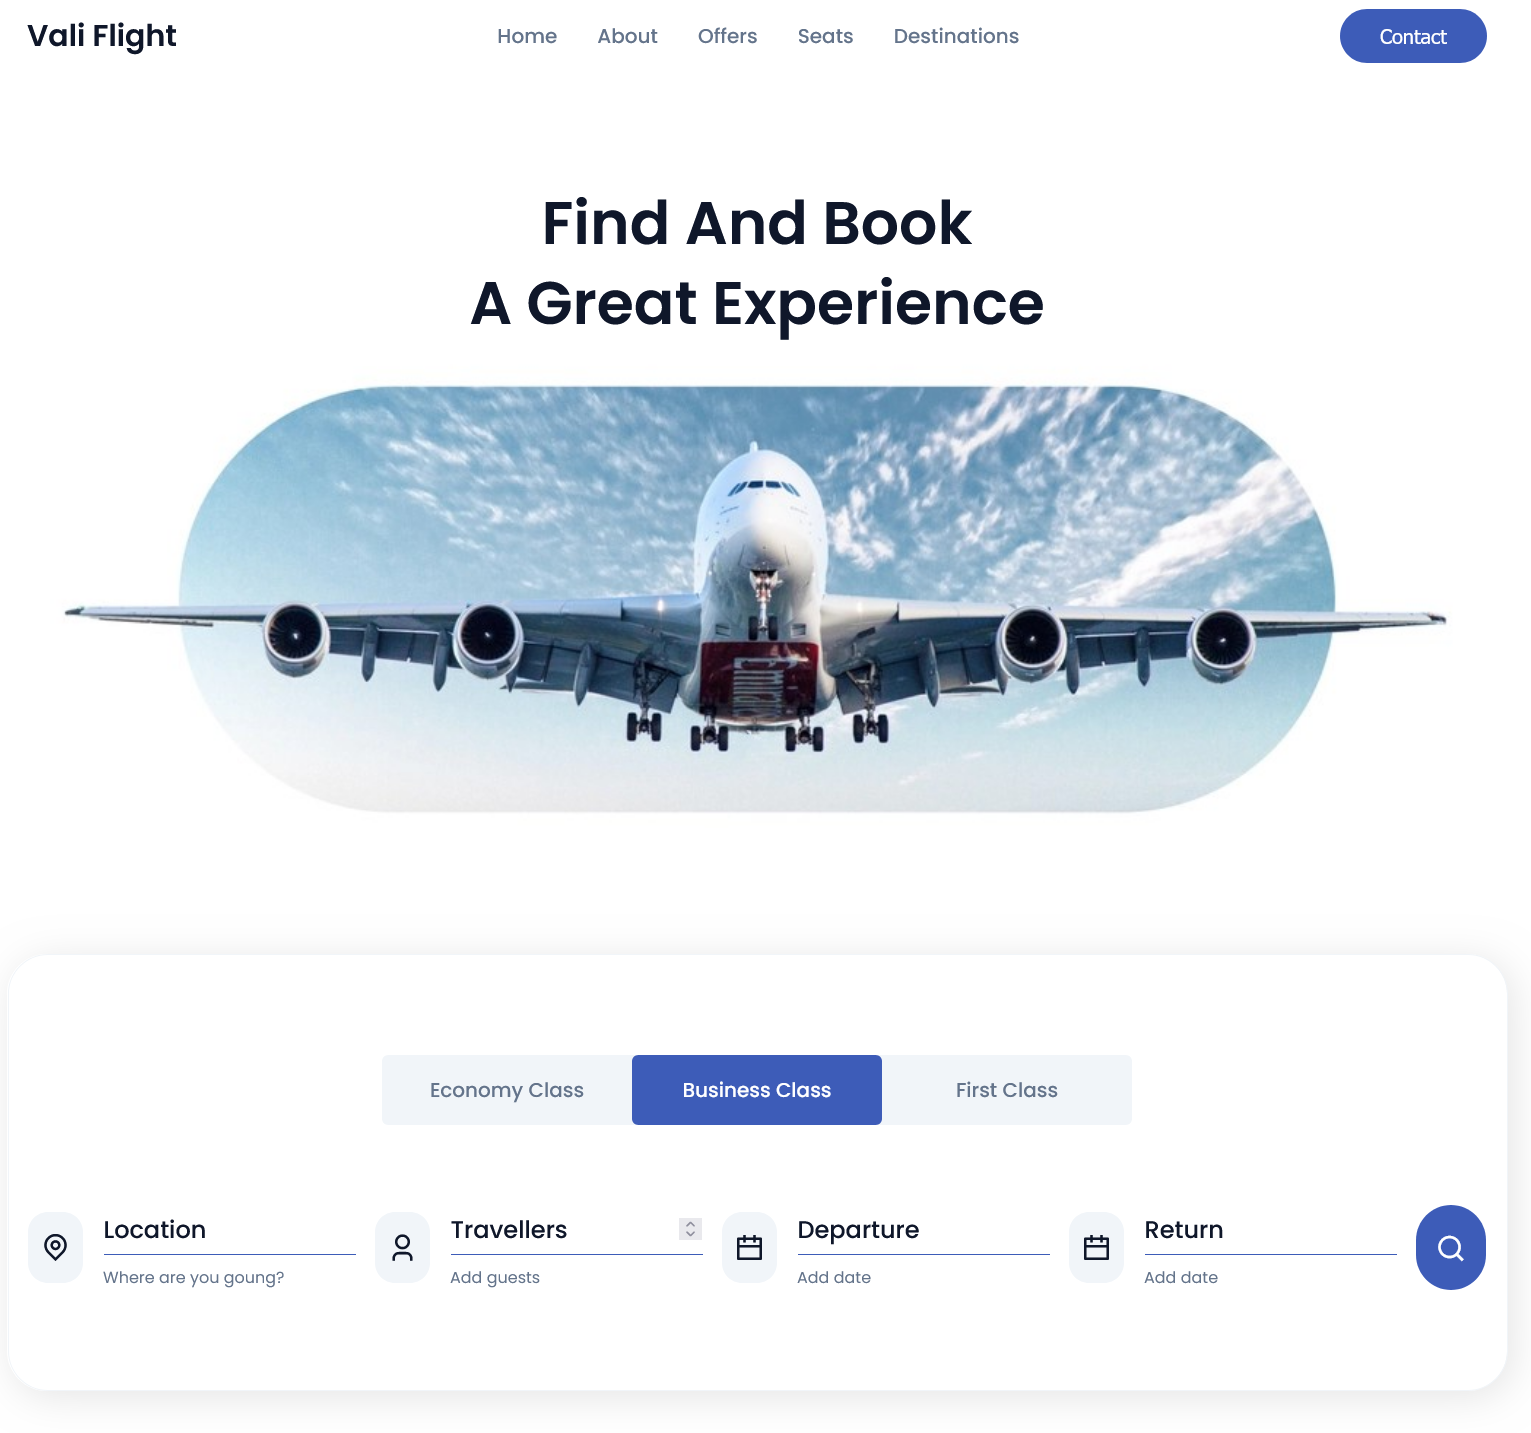 Vali Flight
Home About Offers Seats Destinations
Contact
Find And Book
A Great Experience
Economy Class Business Class First Class
Location Travellers Departure Return
Where are you goung? Add guests Add date Add date